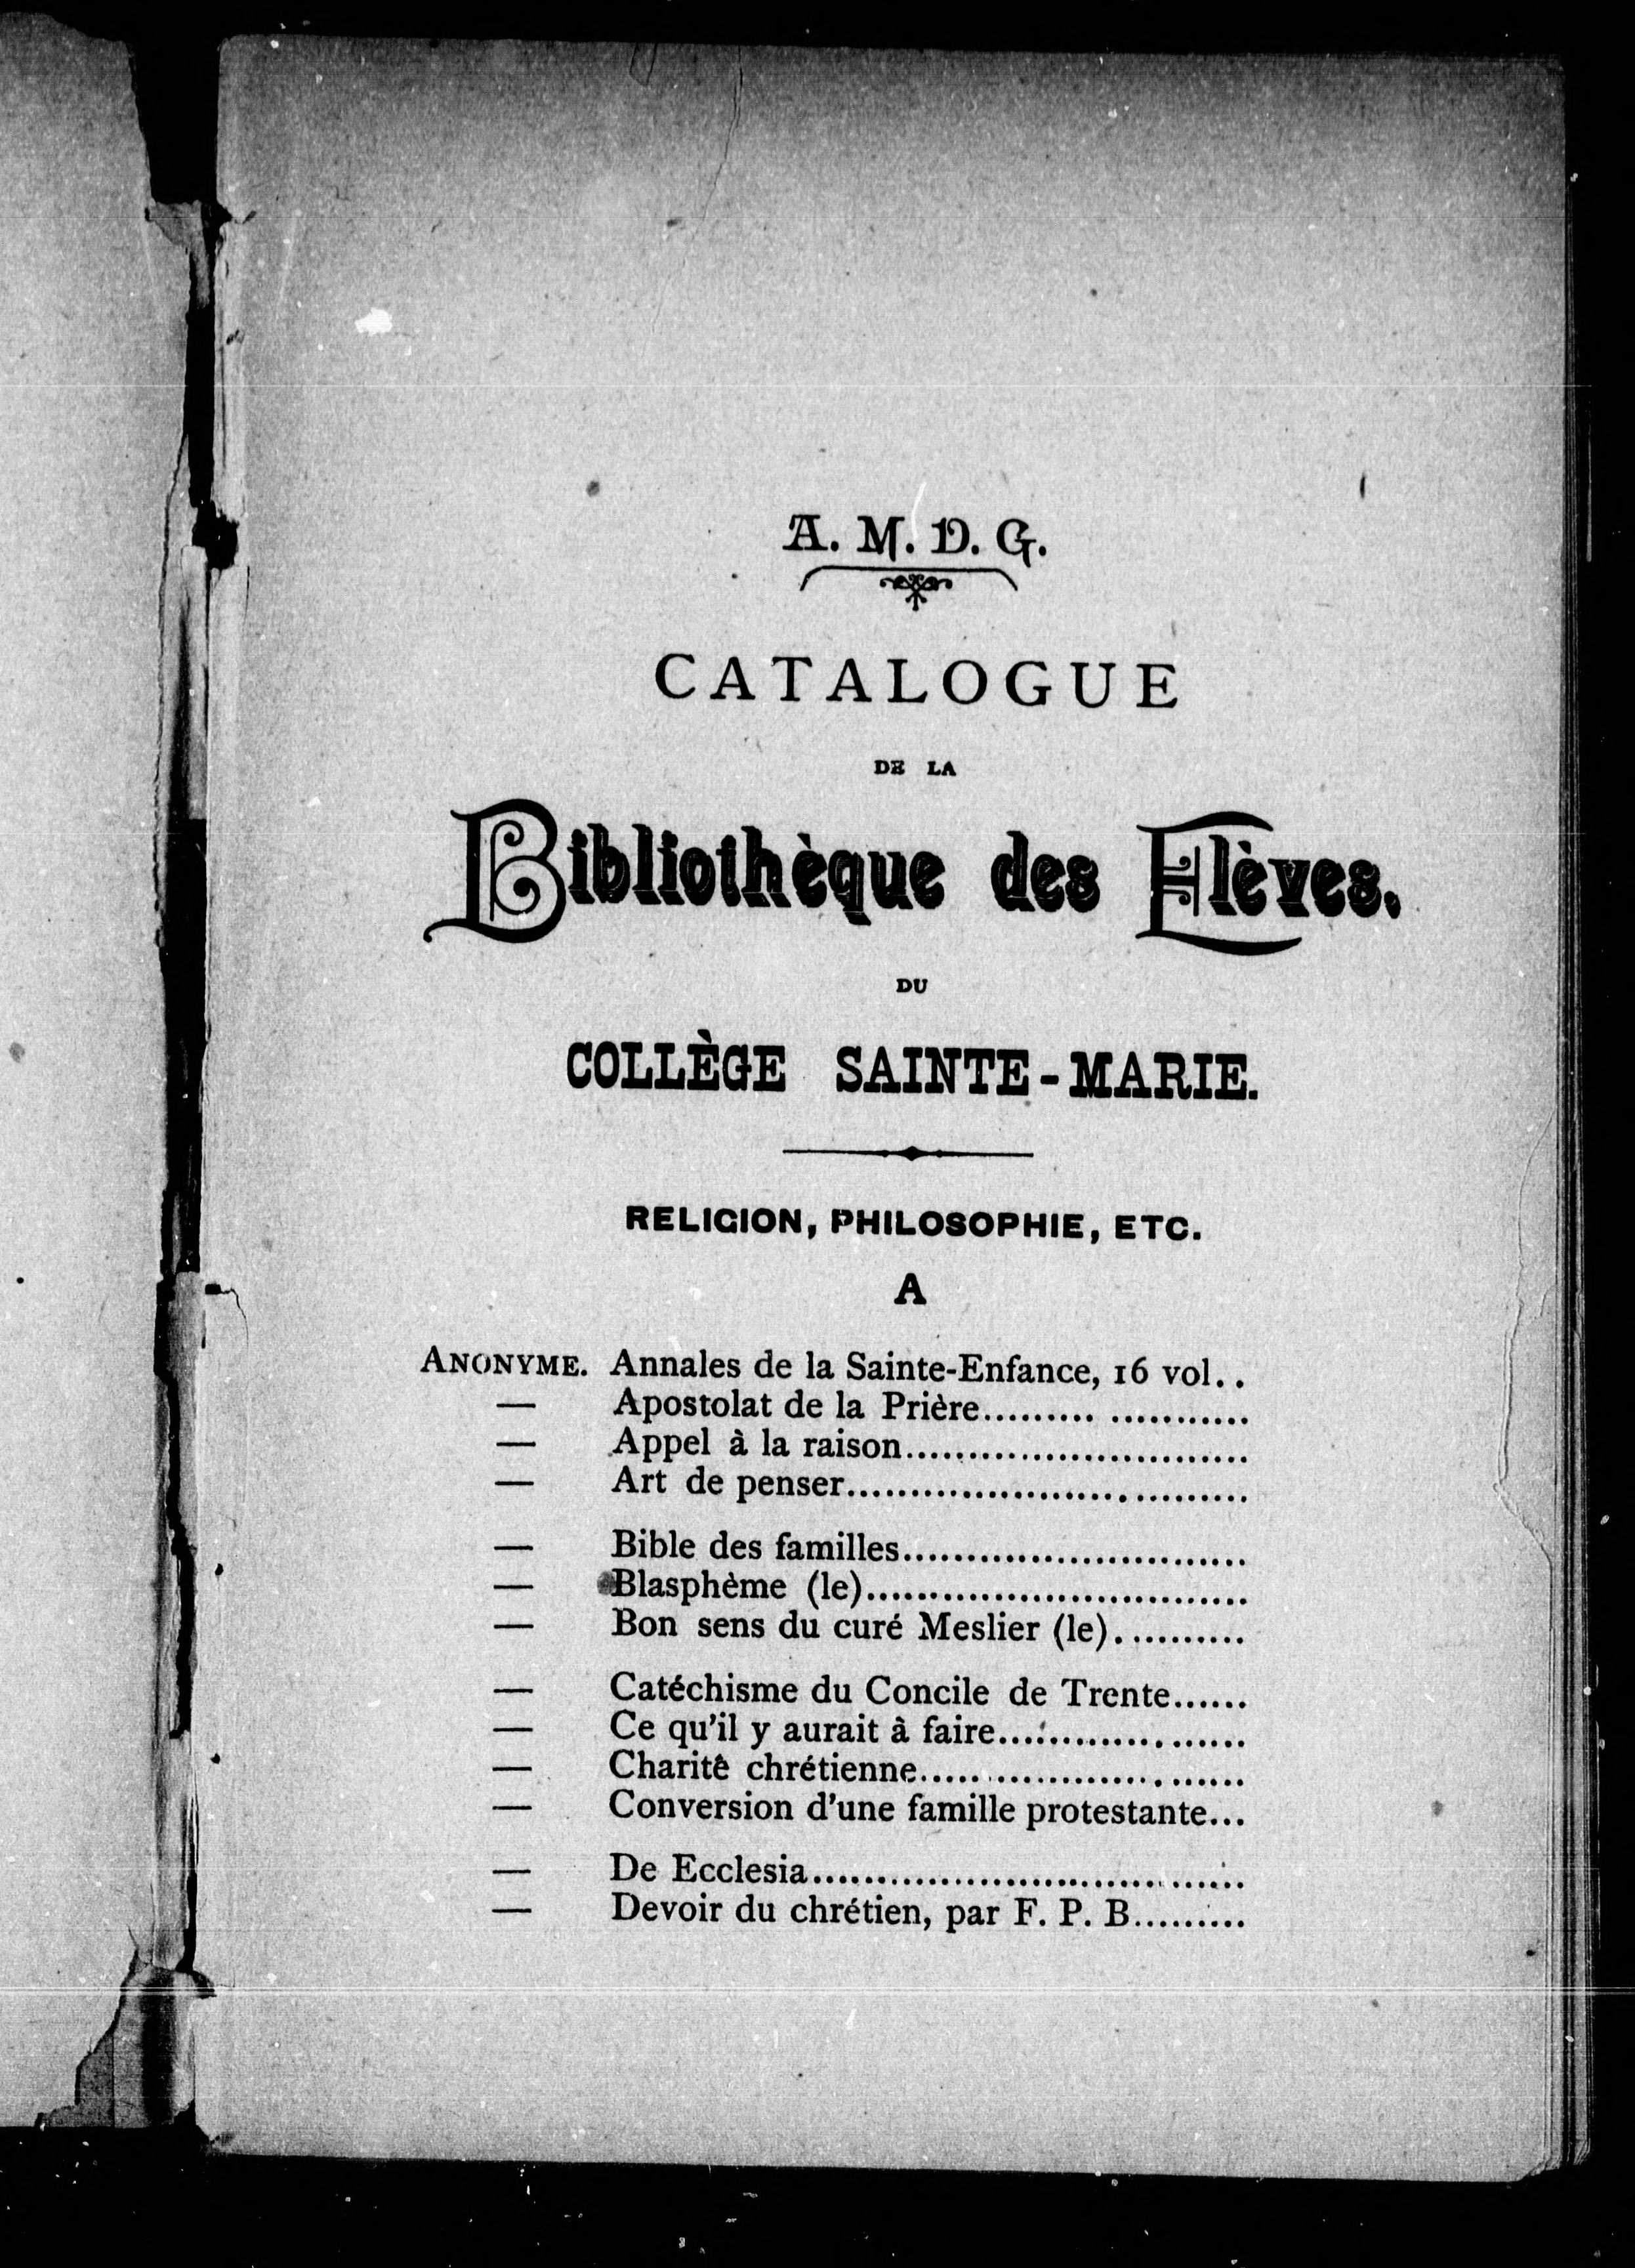 A. M. D. G.
CATALOGUE
DE LA
Bibliothèque des Elèves.
DU
COLLÈGE SAINTE-MARIE.
RELIGION, PHILOSOPHIE, ETC.
A
ANONYME. Annales de la Sainte-Enfance, 16 vol..
— Apostolat de la Prière.....................
— Appel à la raison...........................
— Art de penser................................
— Bible des familles...........................
— Blasphème (le)..............................
— Bon sens du curé Meslier (le)...........
— Catéchisme du Concile de Trente......
— Ce qu'il y aurait à faire....................
— Charité chrétienne..........................
— Conversion d'une famille protestante...
— De Ecclesia..................................
— Devoir du chrétien, par F. P. B.........